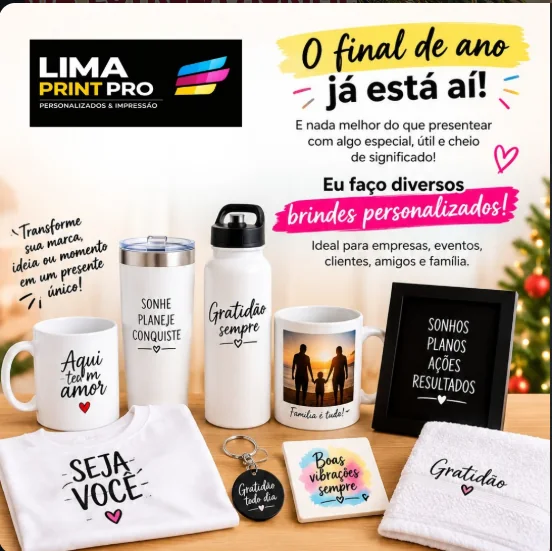 LIMA
PRINT PRO
PERSONALIZADOS & IMPRESSÃO
O final de ano
já está aí!
E nada melhor do que presentear
com algo especial, útil e cheio
de significado!
Eu faço diversos
brindes personalizados!
Ideal para empresas, eventos,
clientes, amigos e família.
Transforme
sua marca,
ideia ou momento
em um presente
único!
Aqui
tem
amor
SONHE
PLANEJE
CONQUISTE
Gratidão
sempre
Família é tudo!
SONHOS
PLANOS
AÇÕES
RESULTADOS
SEJA
VOCÊ
Gratidão
todo dia
Boas
vibrações
sempre
Gratidão